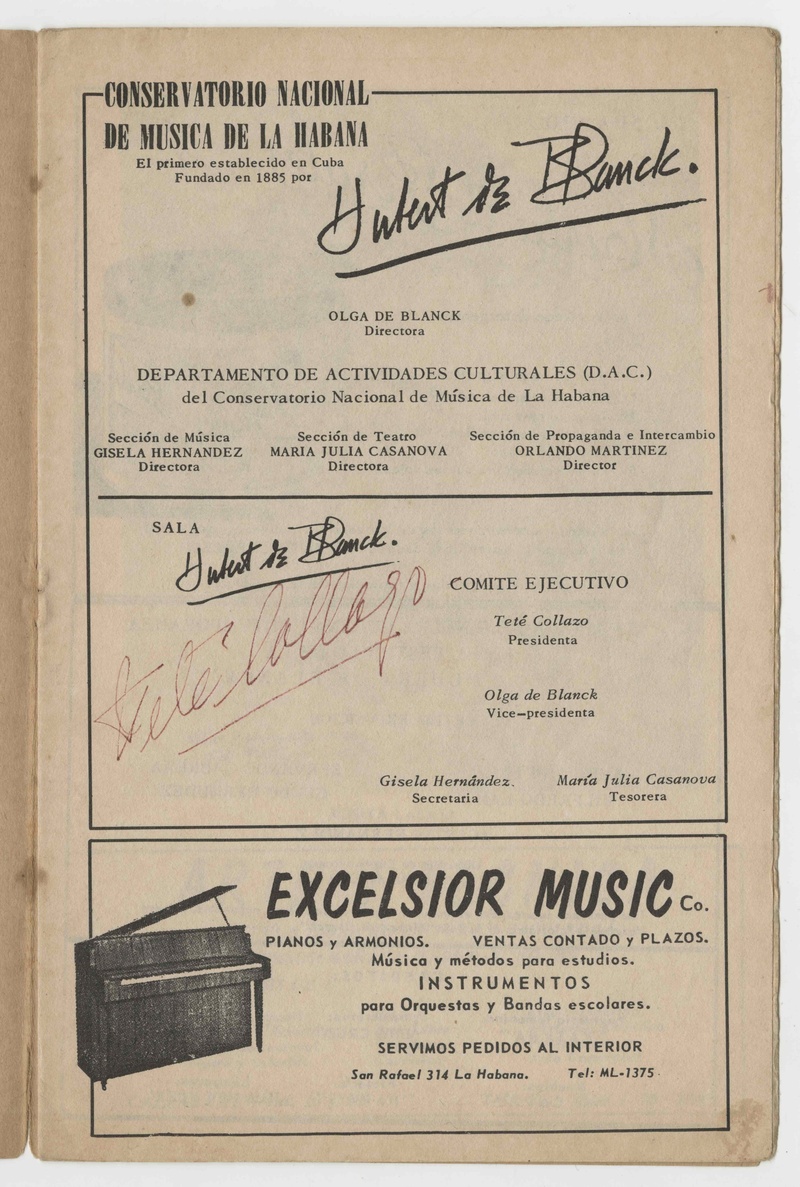 CONSERVATORIO NACIONAL
DE MUSICA DE LA HABANA
El primero establecido en Cuba
Fundado en 1885 por
Hubert de Blanck.
OLGA DE BLANCK
Directora
DEPARTAMENTO DE ACTIVIDADES CULTURALES (D.A.C.)
del Conservatorio Nacional de Música de La Habana
Sección de Música
GISELA HERNANDEZ
Directora
Sección de Teatro
MARIA JULIA CASANOVA
Directora
Sección de Propaganda e Intercambio
ORLANDO MARTINEZ
Director
SALA
Hubert de Blanck.
Teté Collazo
COMITE EJECUTIVO
Teté Collazo
Presidenta
Olga de Blanck
Vice-presidenta
Gisela Hernández.
Secretaria
María Julia Casanova
Tesorera
EXCELSIOR MUSIC Co.
PIANOS y ARMONIOS. VENTAS CONTADO y PLAZOS.
Música y métodos para estudios.
INSTRUMENTOS
para Orquestas y Bandas escolares.
SERVIMOS PEDIDOS AL INTERIOR
San Rafael 314 La Habana. Tel: ML-1375